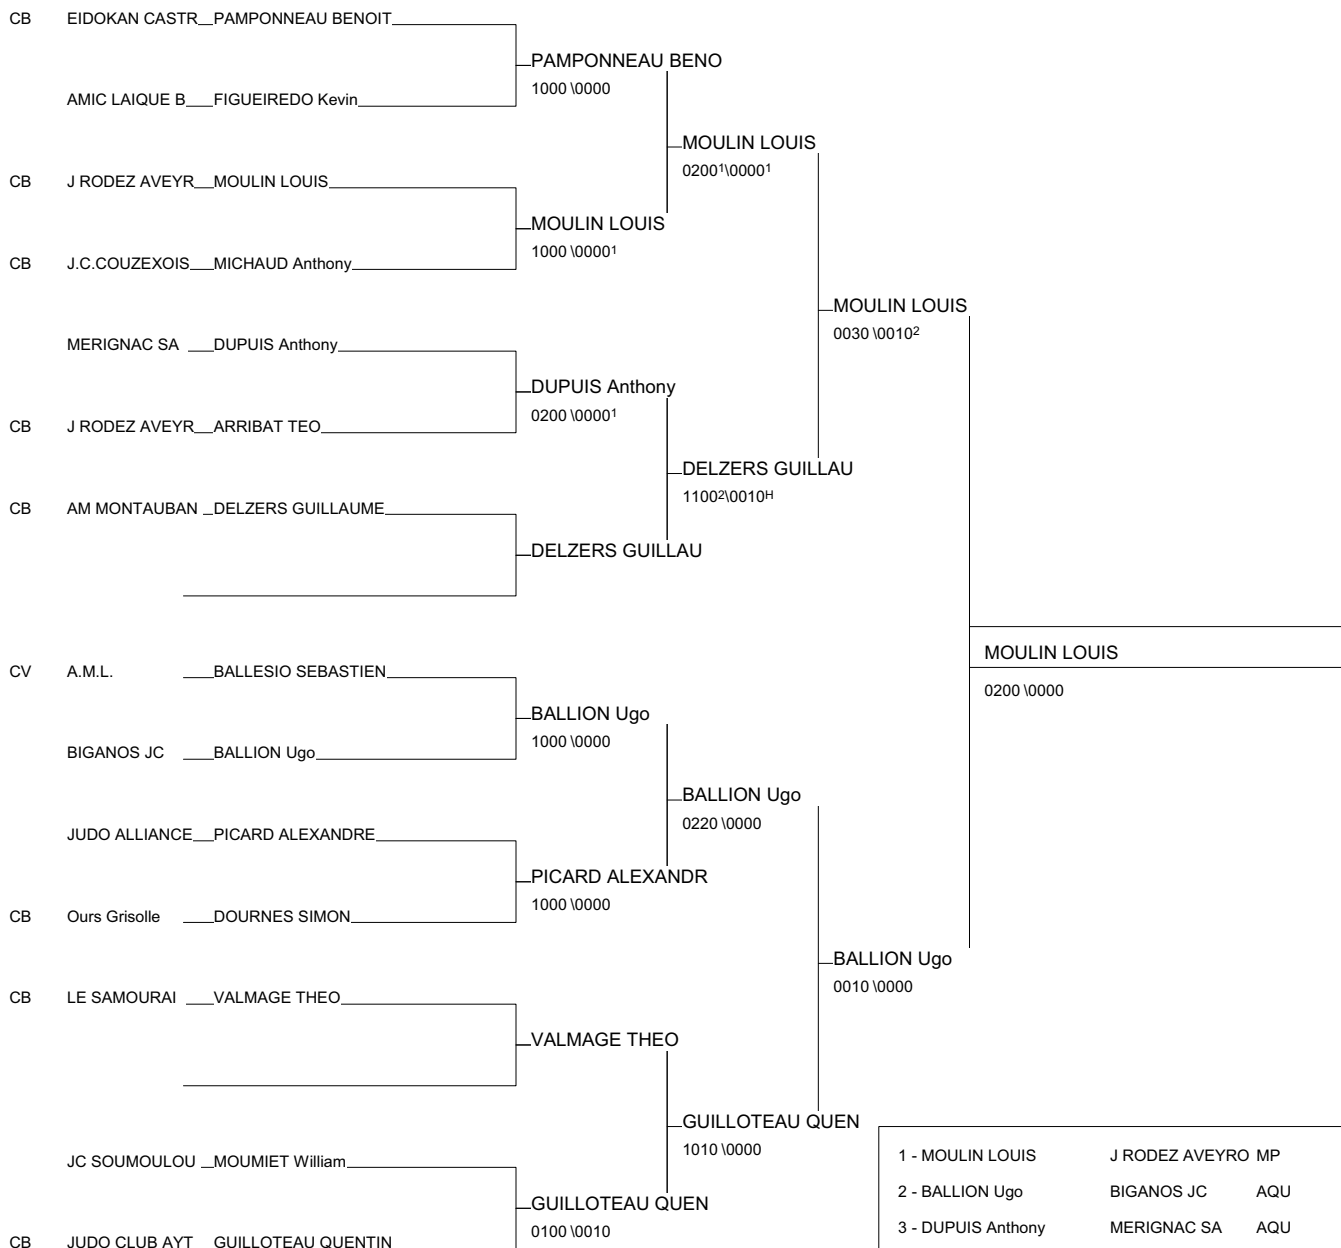 CB EIDOKAN CASTR PAMPONNEAU BENOIT
PAMPONNEAU BENO
1000 \0000
AMIC LAIQUE B FIGUEIREDO Kevin
MOULIN LOUIS
0200¹\0000¹
CB J RODEZ AVEYR MOULIN LOUIS
MOULIN LOUIS
1000 \0000¹
CB J.C.COUZEXOIS MICHAUD Anthony
MOULIN LOUIS
0030 \0010²
MERIGNAC SA DUPUIS Anthony
DUPUIS Anthony
0200 \0000¹
CB J RODEZ AVEYR ARRIBAT TEO
DELZERS GUILLAU
1100²\0010ᴴ
CB AM MONTAUBAN DELZERS GUILLAUME
DELZERS GUILLAU
MOULIN LOUIS
0200 \0000
CV A.M.L. BALLESIO SEBASTIEN
BALLION Ugo
1000 \0000
BIGANOS JC BALLION Ugo
BALLION Ugo
0220 \0000
JUDO ALLIANCE PICARD ALEXANDRE
PICARD ALEXANDR
1000 \0000
CB Ours Grisolle DOURNES SIMON
BALLION Ugo
0010 \0000
CB LE SAMOURAI VALMAGE THEO
VALMAGE THEO
GUILLOTEAU QUEN
1010 \0000
JC SOUMOULOU MOUMIET William
GUILLOTEAU QUEN
0100 \0010
CB JUDO CLUB AYT GUILLOTEAU QUENTIN
1 - MOULIN LOUIS J RODEZ AVEYRO MP
2 - BALLION Ugo BIGANOS JC AQU
3 - DUPUIS Anthony MERIGNAC SA AQU